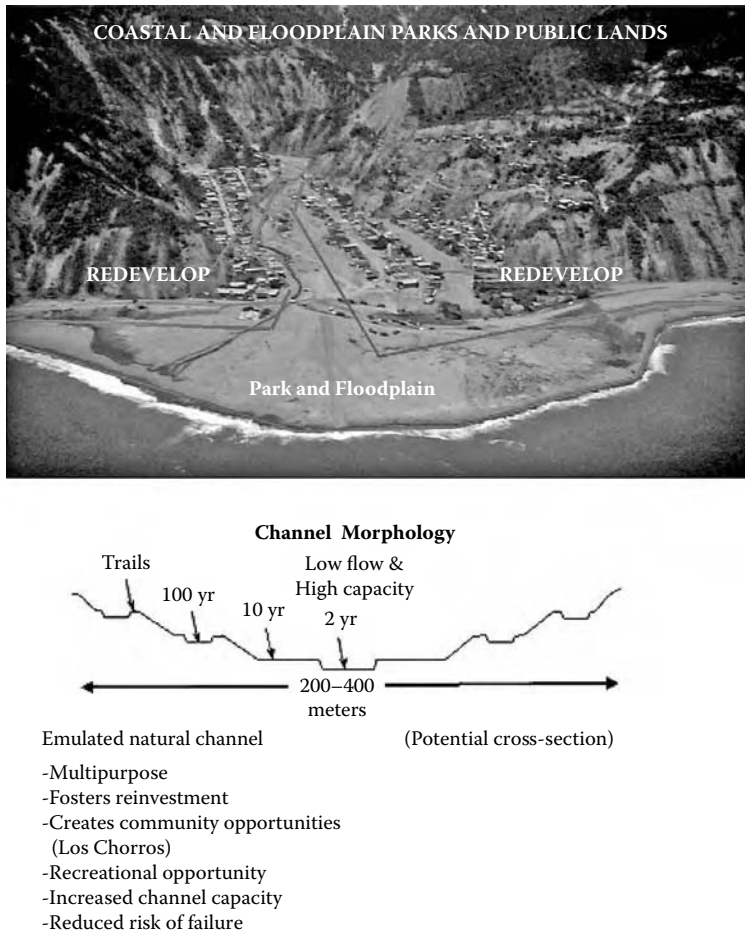 COASTAL AND FLOODPLAIN PARKS AND PUBLIC LANDS
REDEVELOP
REDEVELOP
Park and Floodplain
Channel Morphology
Trails
Low flow &
High capacity
100 yr
10 yr
2 yr
200–400
meters
Emulated natural channel
(Potential cross-section)
-Multipurpose
-Fosters reinvestment
-Creates community opportunities
(Los Chorros)
-Recreational opportunity
-Increased channel capacity
-Reduced risk of failure